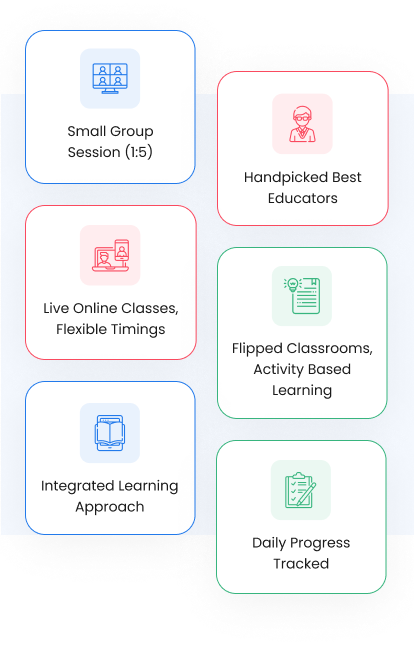 Small Group
Session (1:5)
Handpicked Best
Educators
Live Online Classes,
Flexible Timings
Flipped Classrooms,
Activity Based
Learning
Integrated Learning
Approach
Daily Progress
Tracked